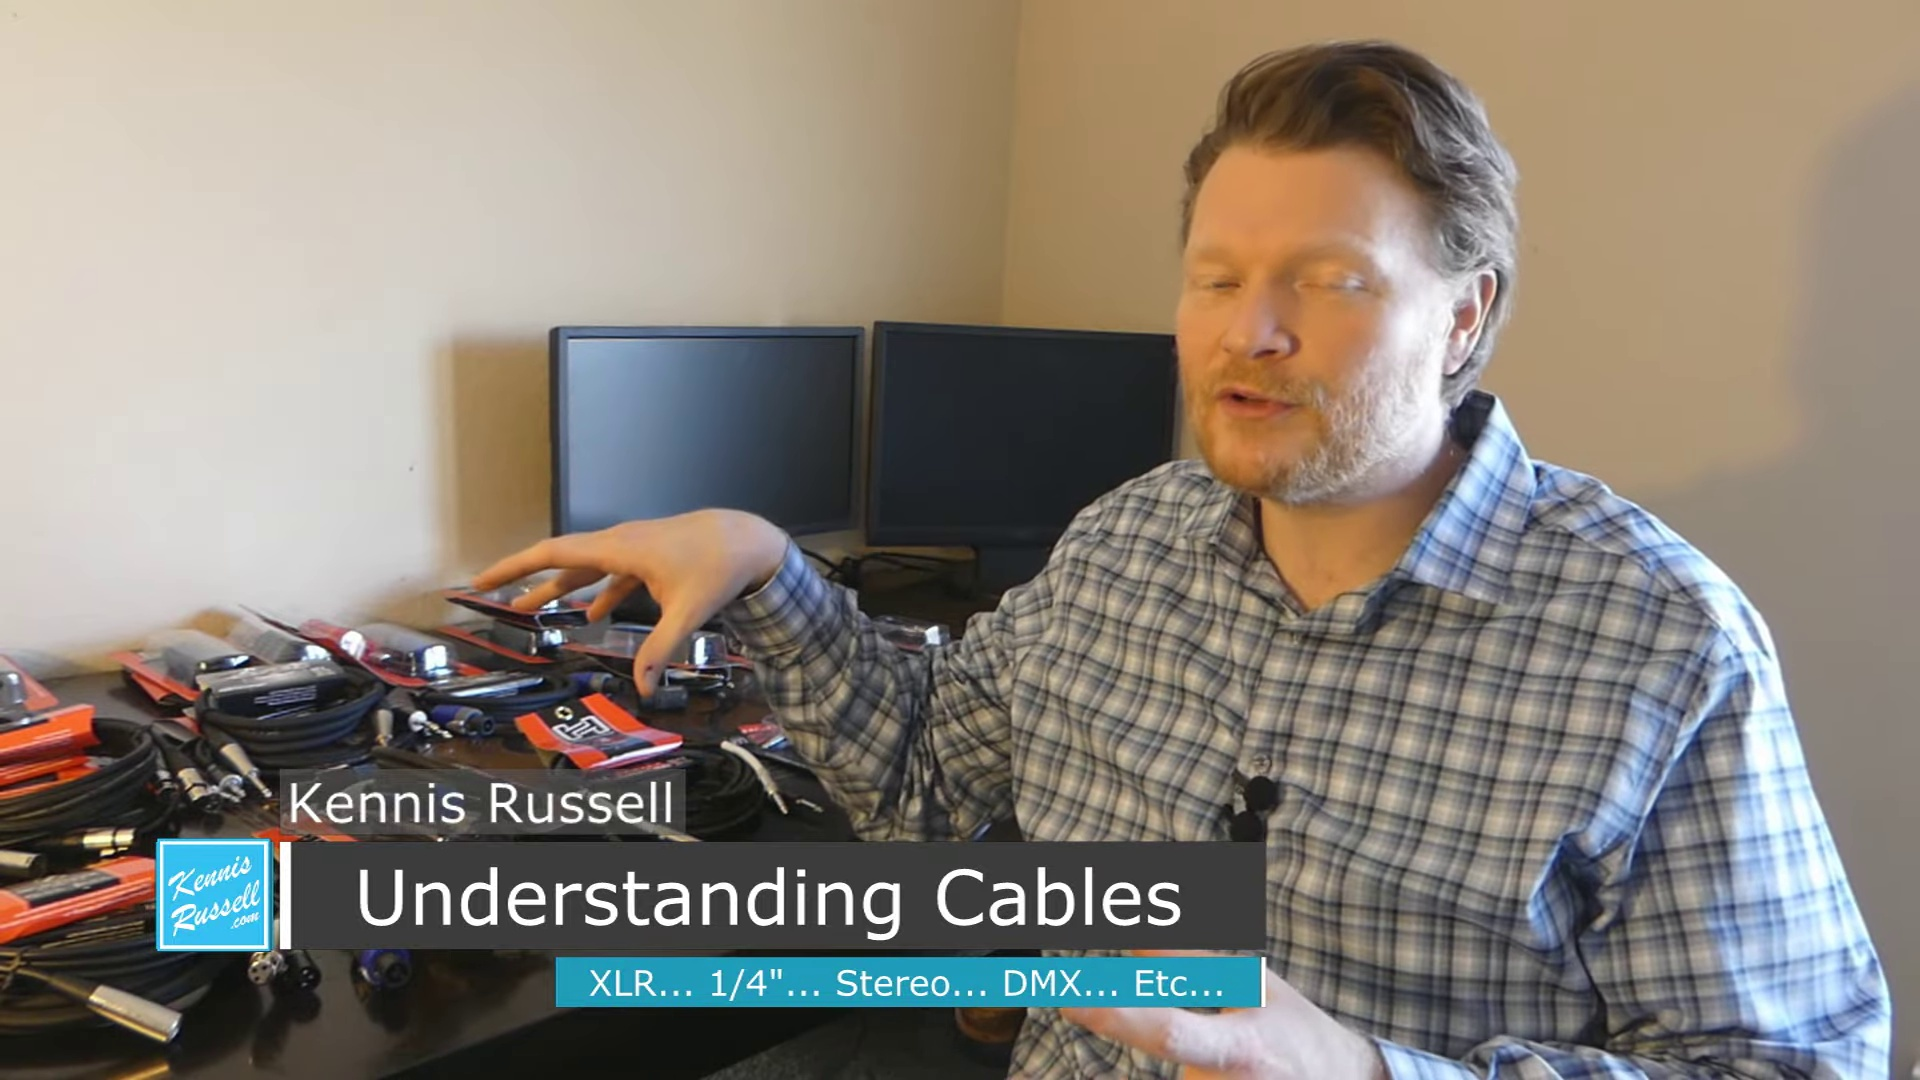 Kennis Russell
Kennis
Russell
.com
Understanding Cables
XLR... 1/4"... Stereo... DMX... Etc...